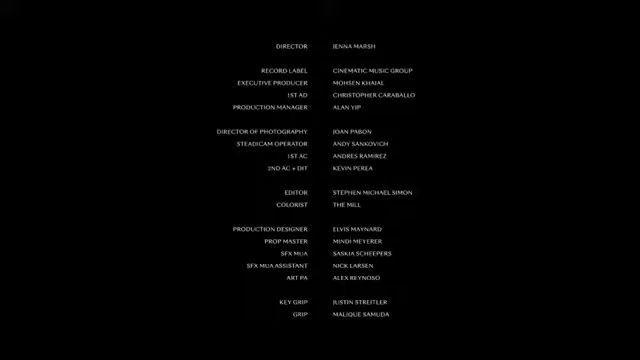 DIRECTOR JENNA MARSH
RECORD LABEL CINEMATIC MUSIC GROUP
EXECUTIVE PRODUCER MOHSEN KHAIAL
1ST AD CHRISTOPHER CARABALLO
PRODUCTION MANAGER ALAN YIP
DIRECTOR OF PHOTOGRAPHY JOAN PABON
STEADICAM OPERATOR ANDY SANKOVICH
1ST AC ANDRES RAMIREZ
2ND AC + DIT KEVIN PEREA
EDITOR STEPHEN MICHAEL SIMON
COLORIST THE MILL
PRODUCTION DESIGNER ELVIS MAYNARD
PROP MASTER MINDI MEYERER
SFX MUA SASKIA SCHEEPERS
SFX MUA ASSISTANT NICK LARSEN
ART PA ALEX REYNOSO
KEY GRIP JUSTIN STREITLER
GRIP MALIQUE SAMUDA